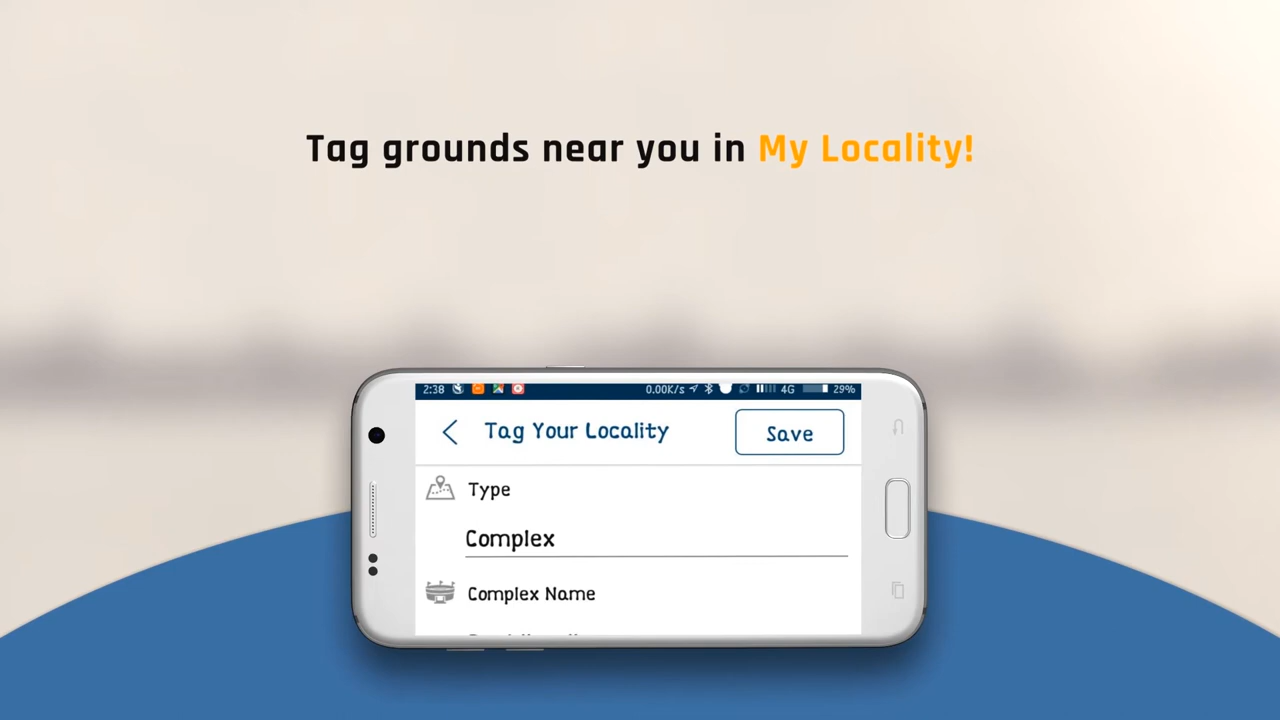 Tag grounds near you in My Locality!
2:38 0.00K/s 4G 29%
Tag Your Locality
Save
Type
Complex
Complex Name